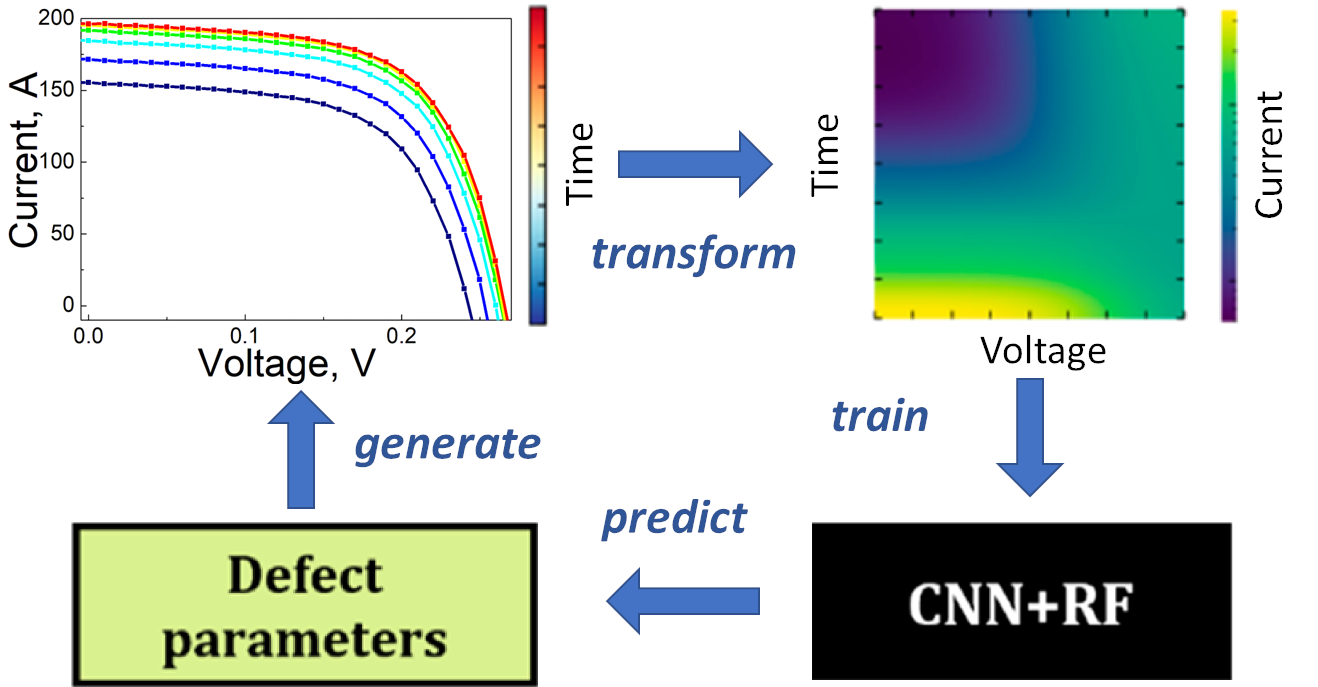 200
150
100
50
0
Current, A
0.0
0.1
0.2
Voltage, V
Time
transform
Time
Current
Voltage
train
generate
predict
Defect
parameters
CNN+RF